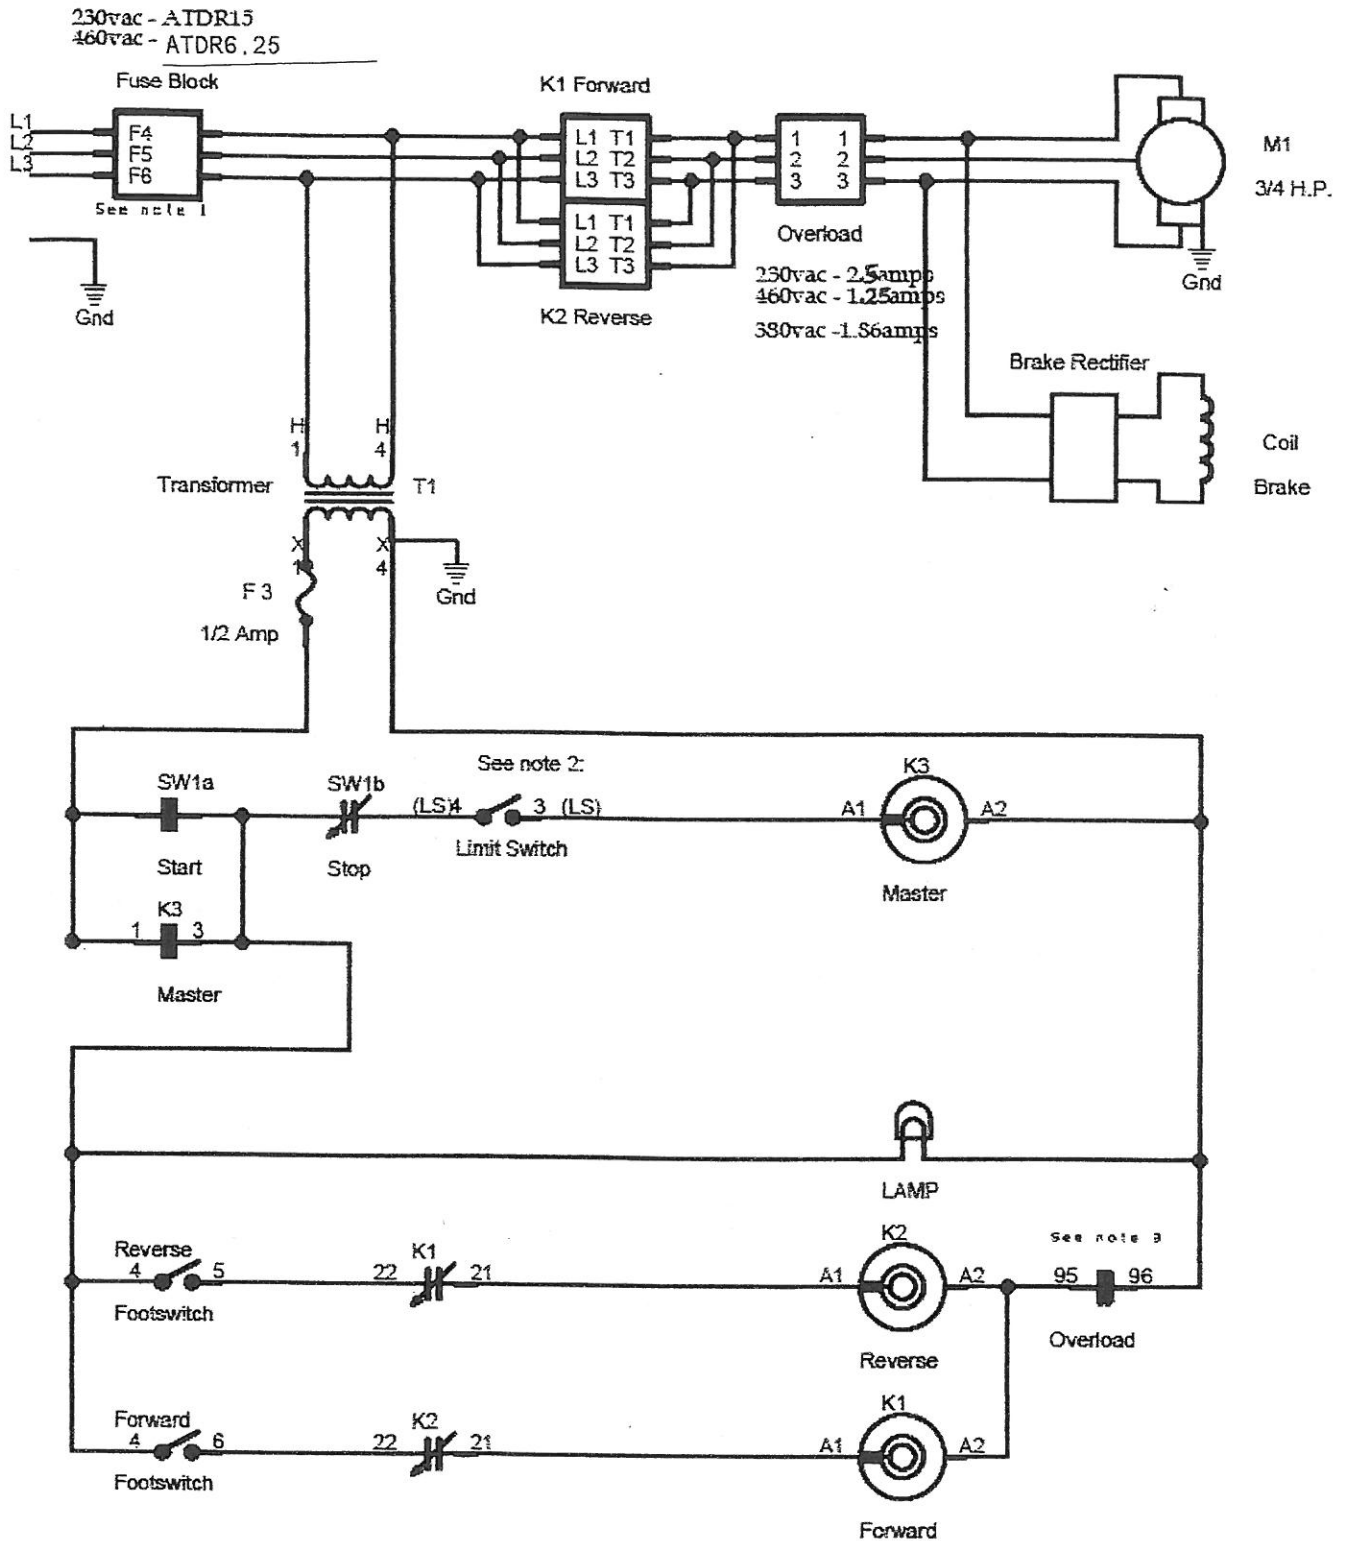 230vac - ATDR15
460vac - ATDR6.25
Fuse Block
K1 Forward
L1
L2
L3
F4
F5
F6
See note 1
L1 T1
L2 T2
L3 T3
L1 T1
L2 T2
L3 T3
K2 Reverse
1 1
2 2
3 3
Overload
230vac - 2.5amps
460vac - 1.25amps
380vac -1.86amps
M1
3/4 H.P.
Gnd
Gnd
Brake Rectifier
Coil
Brake
H
1
H
4
Transformer
T1
X
1
X
4
Gnd
F 3
1/2 Amp
SW1a
Start
SW1b
Stop
See note 2:
(LS)4
3 (LS)
Limit Switch
K3
A1
A2
Master
K3
1
3
Master
LAMP
Reverse
4
5
Footswitch
K1
22
21
K2
A1
A2
Reverse
See note 3
95
96
Overload
Forward
4
6
Footswitch
K2
22
21
K1
A1
A2
Forward